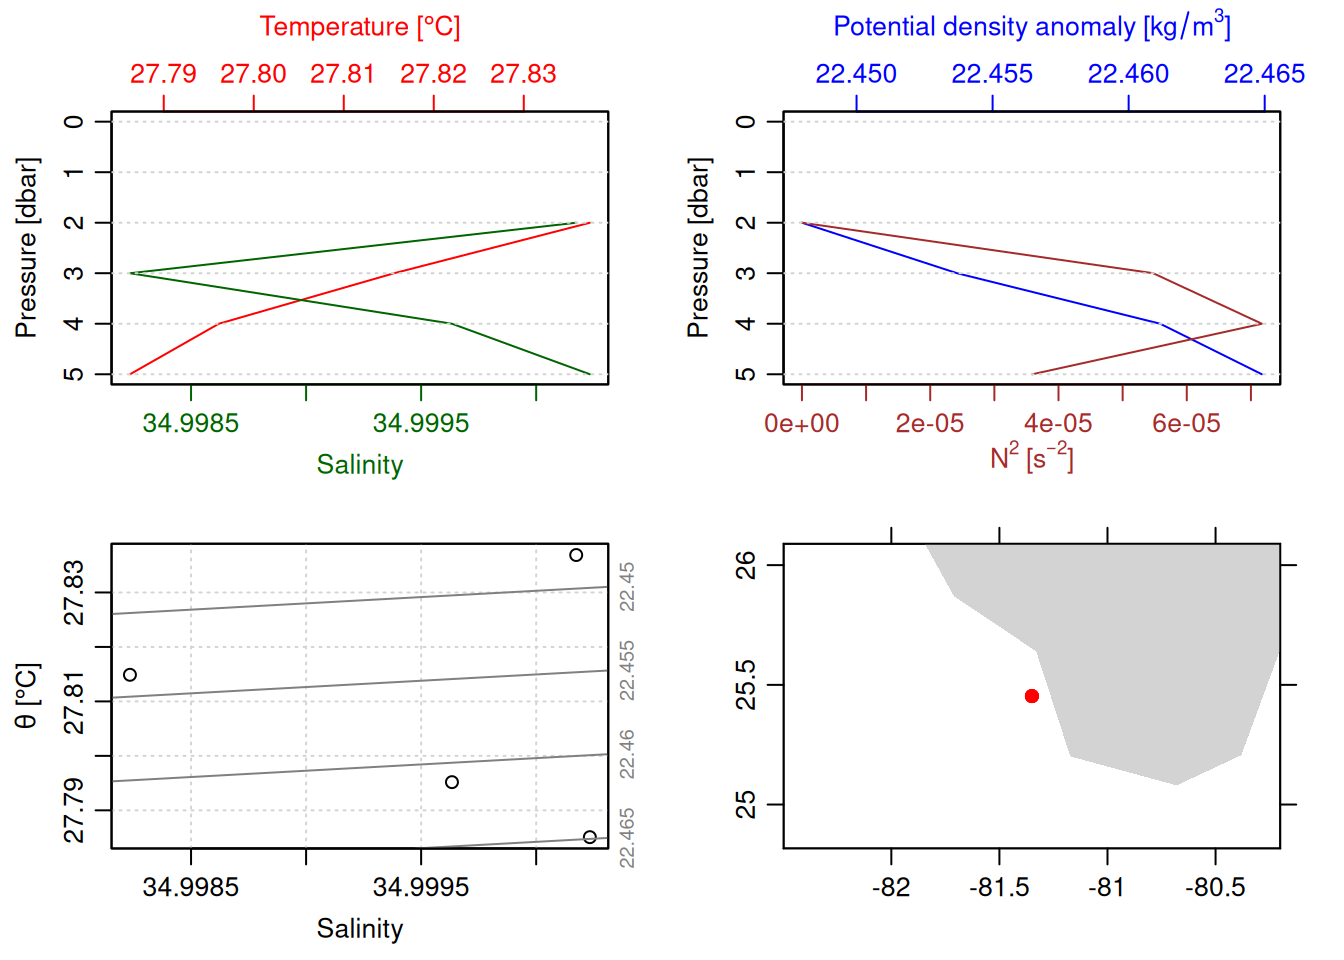 Temperature [°C]
27.79 27.80 27.81 27.82 27.83
Pressure [dbar]
0
1
2
3
4
5
34.9985 34.9995
Salinity
Potential density anomaly [kg/m³]
22.450 22.455 22.460 22.465
Pressure [dbar]
0
1
2
3
4
5
0e+00 2e-05 4e-05 6e-05
N² [s⁻²]
θ [°C]
27.83
27.81
27.79
22.45
22.455
22.46
22.465
34.9985 34.9995
Salinity
26
25.5
25
-82 -81.5 -81 -80.5